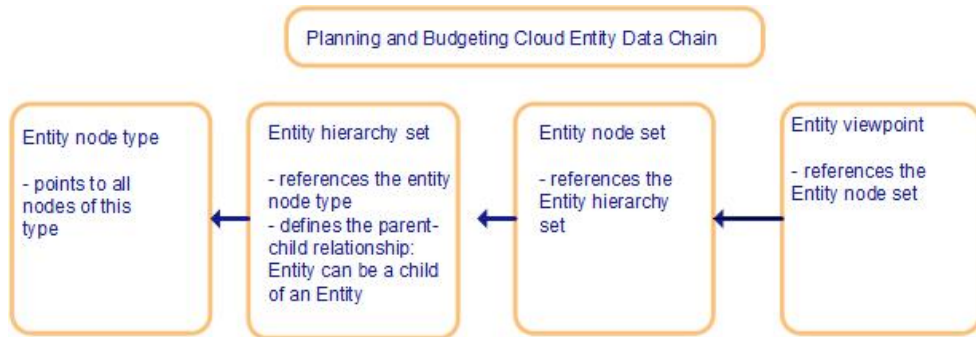 Planning and Budgeting Cloud Entity Data Chain
Entity node type
- points to all
nodes of this
type
Entity hierarchy set
- references the entity
node type
- defines the parent-
child relationship:
Entity can be a child
of an Entity
Entity node set
- references the
Entity hierarchy
set
Entity viewpoint
- references the
Entity node set